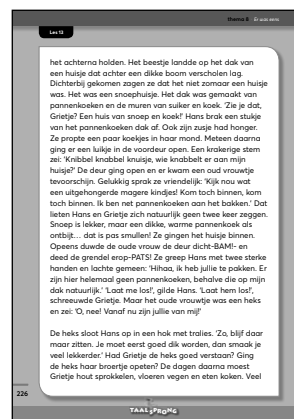 thema 8 Er was eens
Les 13
het achterna holden. Het beestje landde op het dak van
een huisje dat achter een dikke boom verscholen lag.
Dichterbij gekomen zagen ze dat het niet zomaar een huisje
was. Het was een snoephuisje. Het dak was gemaakt van
pannenkoeken en de muren van suiker en koek. 'Zie je dat,
Grietje? Een huis van snoep en koek!' Hans brak een stukje
van het pannenkoeken dak af. Ook zijn zusje had honger.
Ze propte een paar koekjes in haar mond. Meteen daarna
ging er een luikje in de voordeur open. Een krakerige stem
zei: 'Knibbel knabbel knuisje, wie knabbelt er aan mijn
huisje?' De deur ging open en er kwam een oud vrouwtje
tevoorschijn. Gelukkig sprak ze vriendelijk: 'Kijk nou wat
een uitgehongerde magere kindjes! Kom toch binnen, kom
toch binnen. Ik ben net pannenkoeken aan het bakken.' Dat
lieten Hans en Grietje zich natuurlijk geen twee keer zeggen.
Snoep is lekker, maar een dikke, warme pannenkoek als
ontbijt... dat is pas smullen! Ze gingen het huisje binnen.
Opeens duwde de oude vrouw de deur dicht-BAM!- en
deed de grendel erop-PATS! Ze greep Hans met twee sterke
handen en lachte gemeen: 'Hihaa, ik heb jullie te pakken. Er
zijn hier helemaal geen pannenkoeken, behalve die op mijn
dak natuurlijk.' 'Laat me los!', gilde Hans. 'Laat hem los!',
schreeuwde Grietje. Maar het oude vrouwtje was een heks
en zei: 'O, nee! Vanaf nu zijn jullie van mij!'
De heks sloot Hans op in een hok met tralies. 'Zo, blijf daar
maar zitten. Je moet eerst goed dik worden, dan smaak je
veel lekkerder.' Had Grietje de heks goed verstaan? Ging
de heks haar broertje opeten? De dagen daarna moest
Grietje hout sprokkelen, vloeren vegen en eten koken. Veel
226
TAALSPRONG